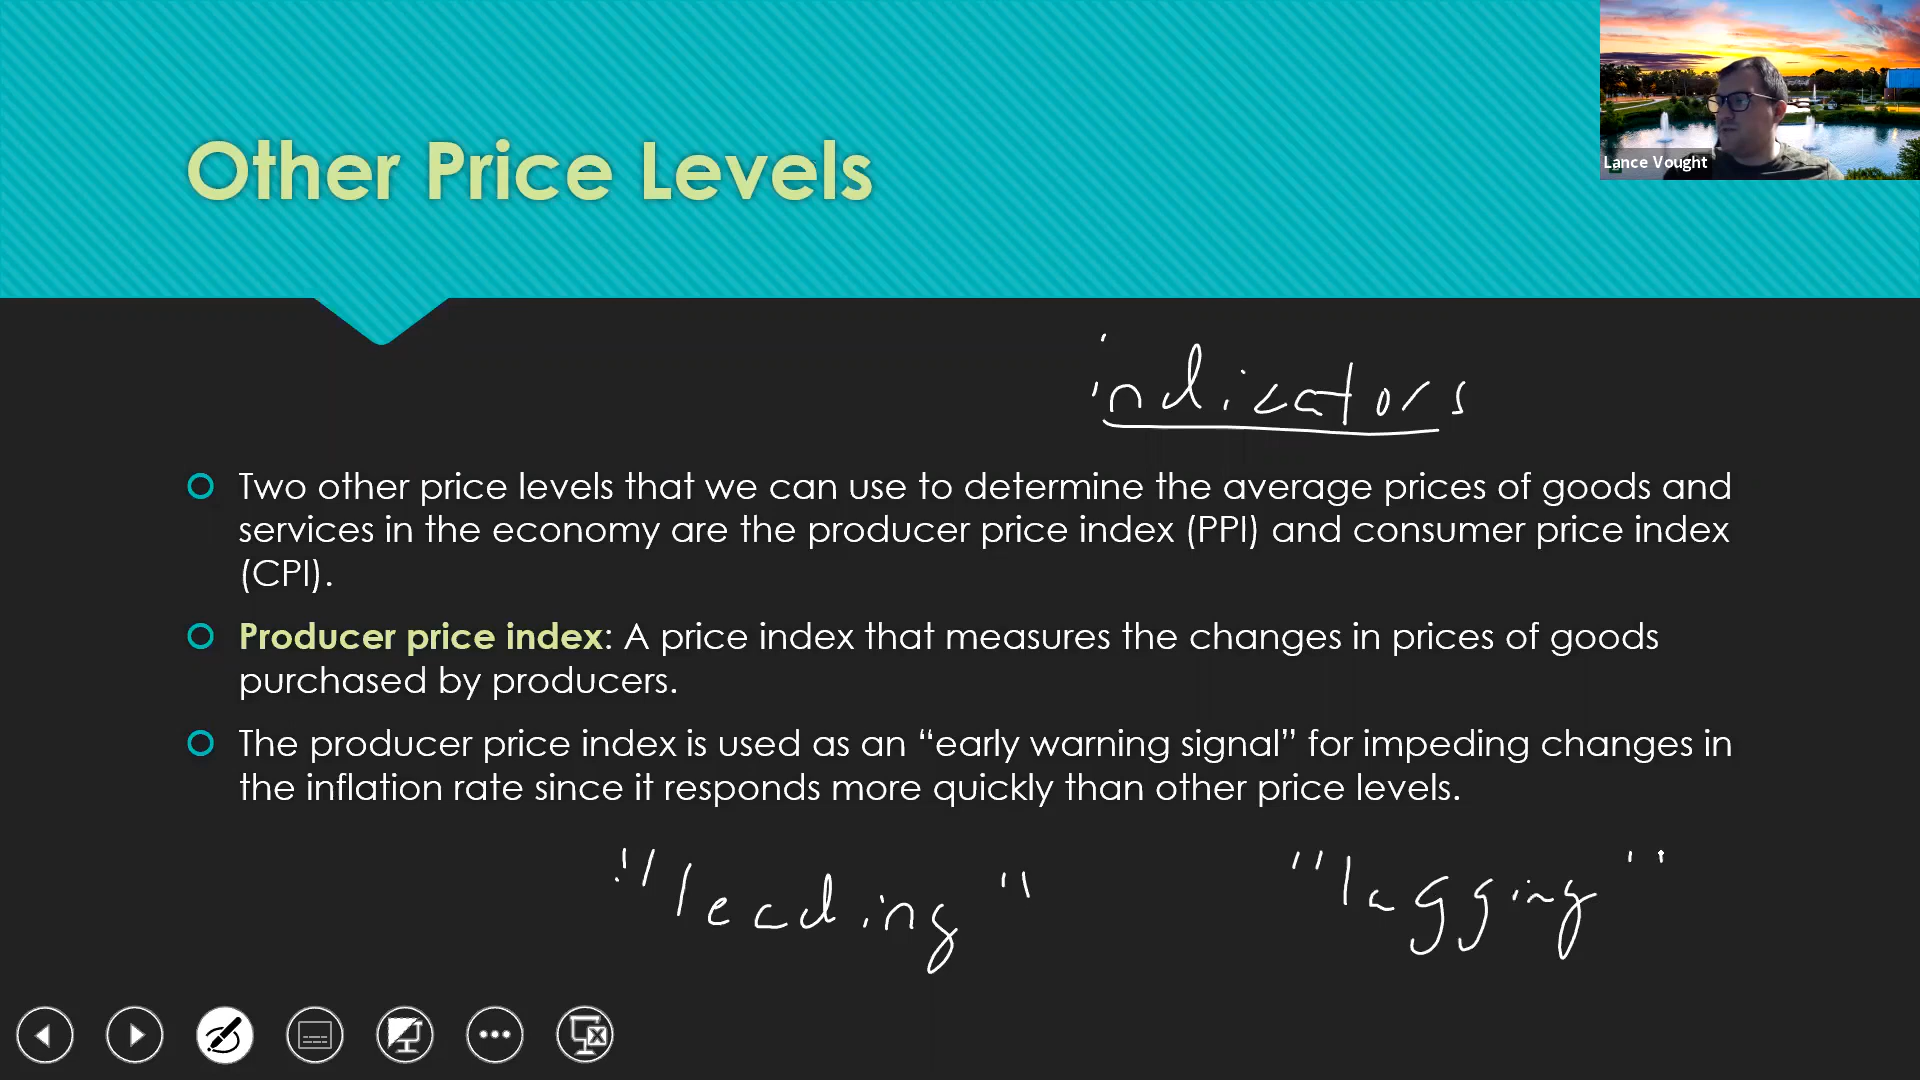 Other Price Levels
Lance Vought
indicators
Two other price levels that we can use to determine the average prices of goods and
services in the economy are the producer price index (PPI) and consumer price index
(CPI).
Producer price index: A price index that measures the changes in prices of goods
purchased by producers.
The producer price index is used as an “early warning signal” for impeding changes in
the inflation rate since it responds more quickly than other price levels.
"leading" "lagging"